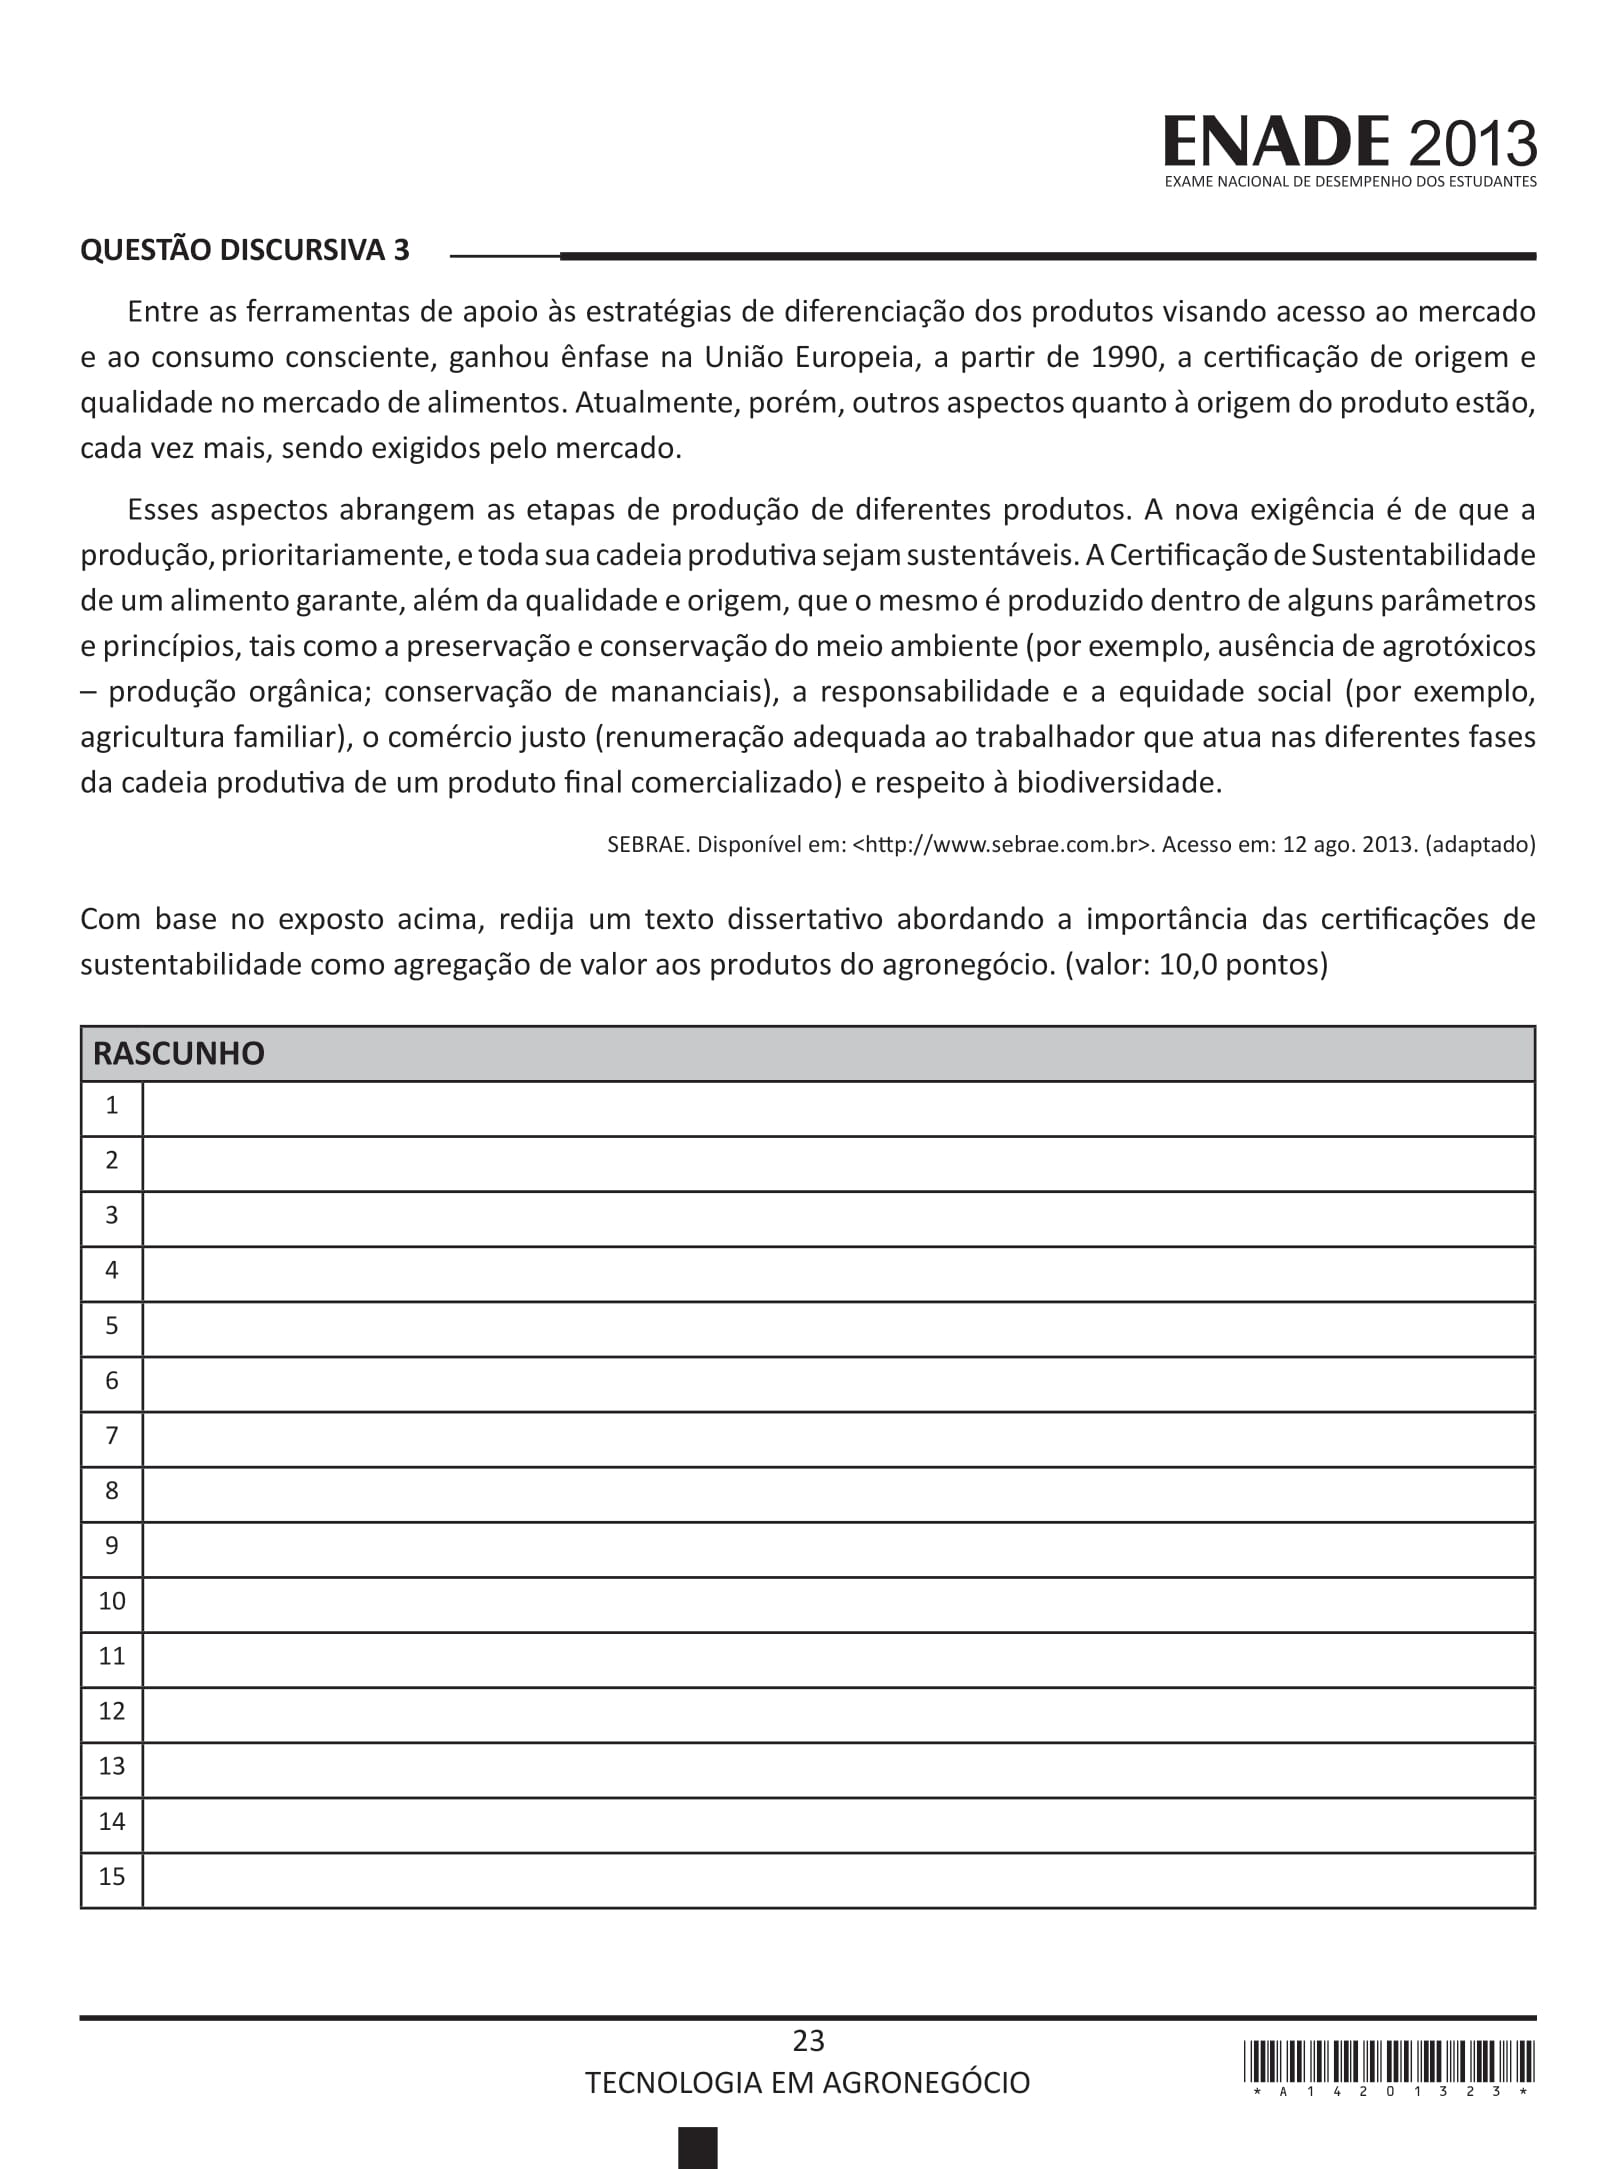 ENADE 2013
EXAME NACIONAL DE DESEMPENHO DOS ESTUDANTES
QUESTÃO DISCURSIVA 3
Entre as ferramentas de apoio às estratégias de diferenciação dos produtos visando acesso ao mercado
e ao consumo consciente, ganhou ênfase na União Europeia, a partir de 1990, a certificação de origem e
qualidade no mercado de alimentos. Atualmente, porém, outros aspectos quanto à origem do produto estão,
cada vez mais, sendo exigidos pelo mercado.
Esses aspectos abrangem as etapas de produção de diferentes produtos. A nova exigência é de que a
produção, prioritariamente, e toda sua cadeia produtiva sejam sustentáveis. A Certificação de Sustentabilidade
de um alimento garante, além da qualidade e origem, que o mesmo é produzido dentro de alguns parâmetros
e princípios, tais como a preservação e conservação do meio ambiente (por exemplo, ausência de agrotóxicos
– produção orgânica; conservação de mananciais), a responsabilidade e a equidade social (por exemplo,
agricultura familiar), o comércio justo (renumeração adequada ao trabalhador que atua nas diferentes fases
da cadeia produtiva de um produto final comercializado) e respeito à biodiversidade.
SEBRAE. Disponível em: <http://www.sebrae.com.br>. Acesso em: 12 ago. 2013. (adaptado)
Com base no exposto acima, redija um texto dissertativo abordando a importância das certificações de
sustentabilidade como agregação de valor aos produtos do agronegócio. (valor: 10,0 pontos)
RASCUNHO
1
2
3
4
5
6
7
8
9
10
11
12
13
14
15
23
TECNOLOGIA EM AGRONEGÓCIO
* A 1 4 2 0 1 3 2 3 *